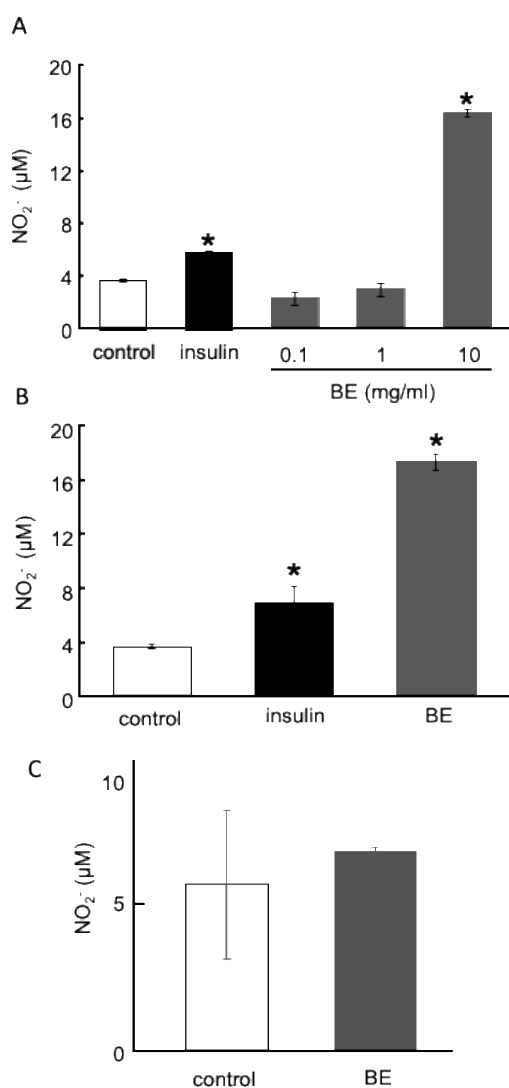 A
20
16
12
8
4
0
NO₂⁻ (μM)
*
*
control insulin 0.1 1 10
BE (mg/ml)
B
20
16
12
8
4
0
NO₂⁻ (μM)
*
*
control insulin BE
C
10
5
0
NO₂⁻ (μM)
control BE